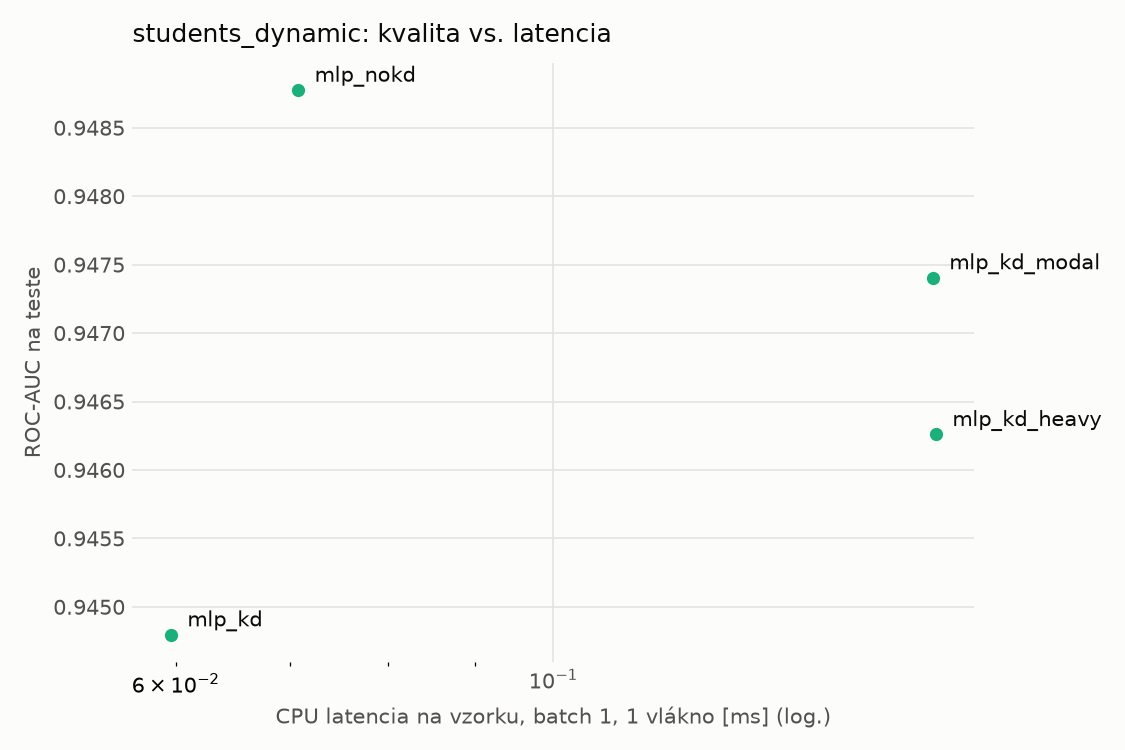 students_dynamic: kvalita vs. latencia
mlp_nokd
0.9485
0.9480
0.9475
mlp_kd_modal
0.9470
0.9465
mlp_kd_heavy
0.9460
0.9455
0.9450
mlp_kd
ROC-AUC na teste
6 × 10⁻²
10⁻¹
CPU latencia na vzorku, batch 1, 1 vlákno [ms] (log.)